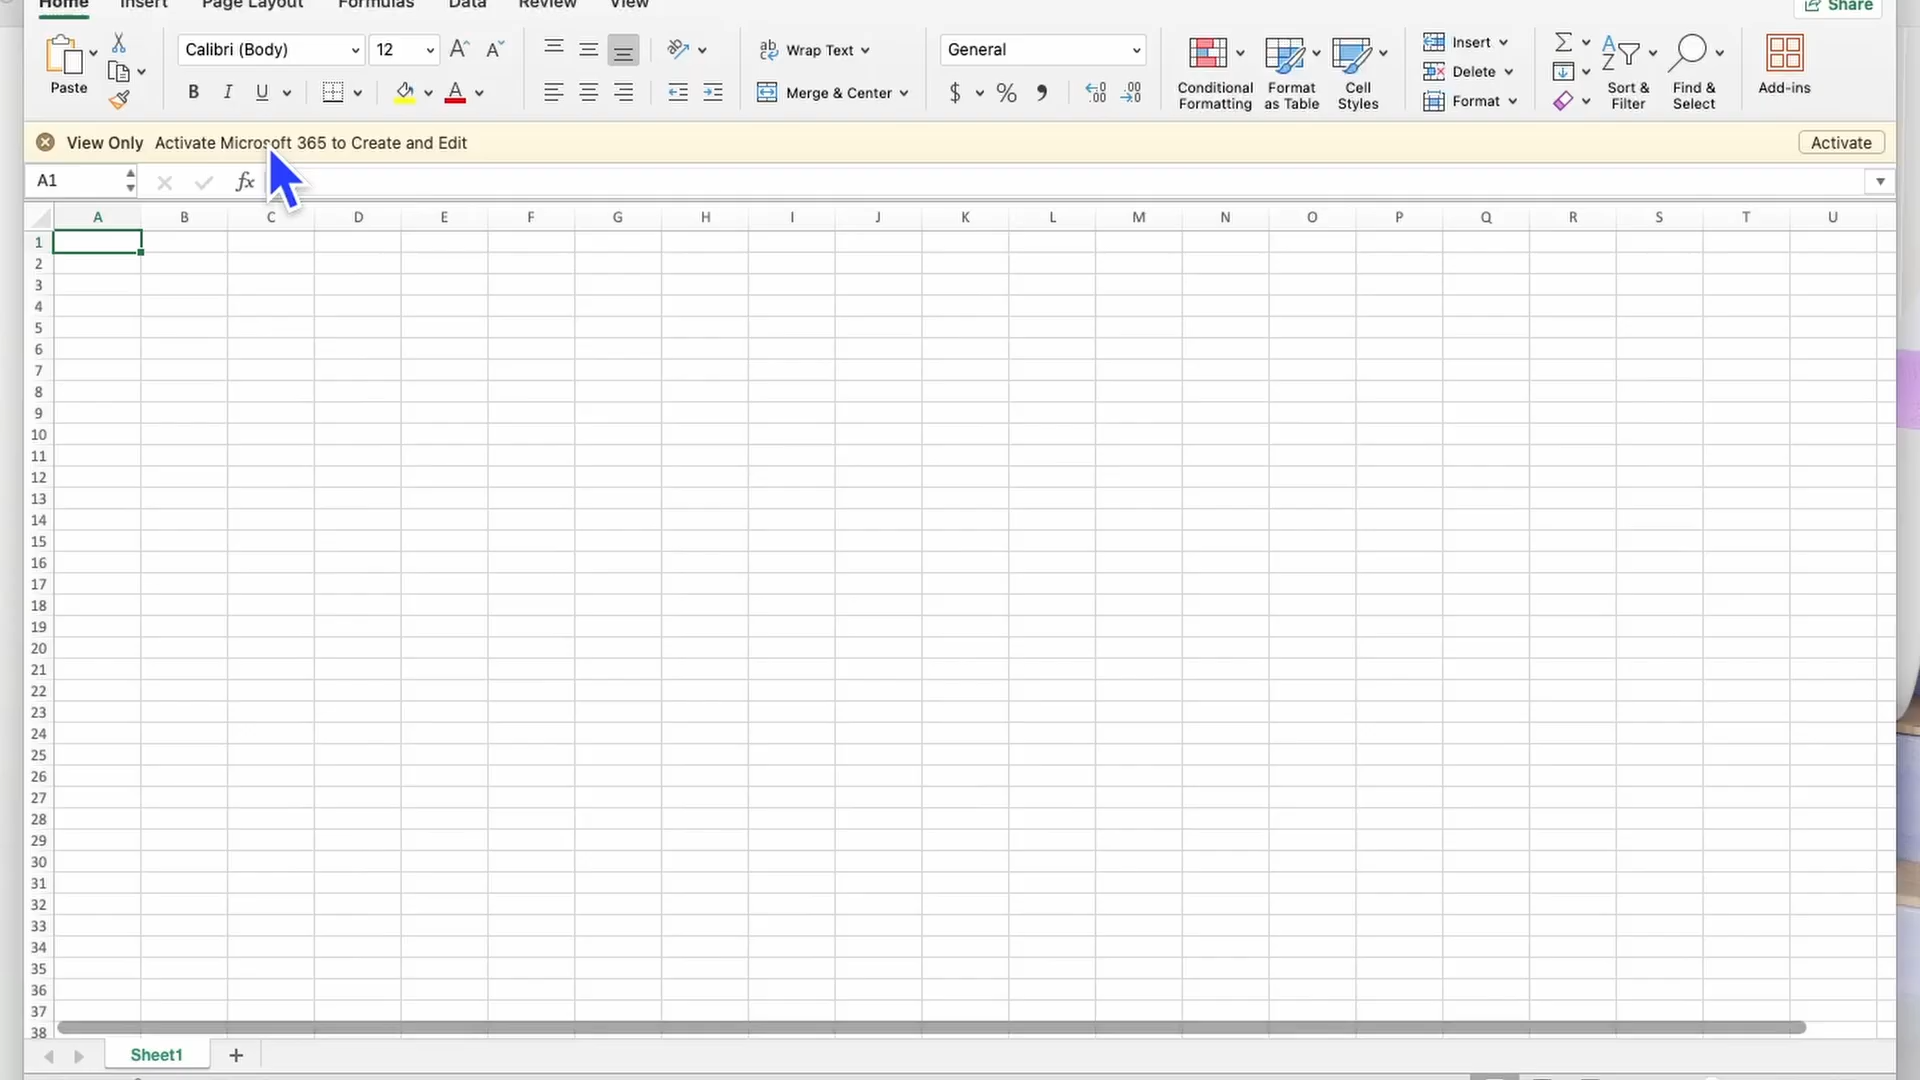 Home Insert Page Layout Formulas Data Review View Share
Calibri (Body) 12 A A ab Wrap Text General
Paste B I U A Merge & Center $ % .00 .00
Conditional Formatting
Format as Table
Cell Styles
Insert
Delete
Format
Sort & Filter
Find & Select
Add-ins
View Only Activate Microsoft 365 to Create and Edit Activate
A1 fx
A B C D E F G H I J K L M N O P Q R S T U
1
2
3
4
5
6
7
8
9
10
11
12
13
14
15
16
17
18
19
20
21
22
23
24
25
26
27
28
29
30
31
32
33
34
35
36
37
38
Sheet1 +